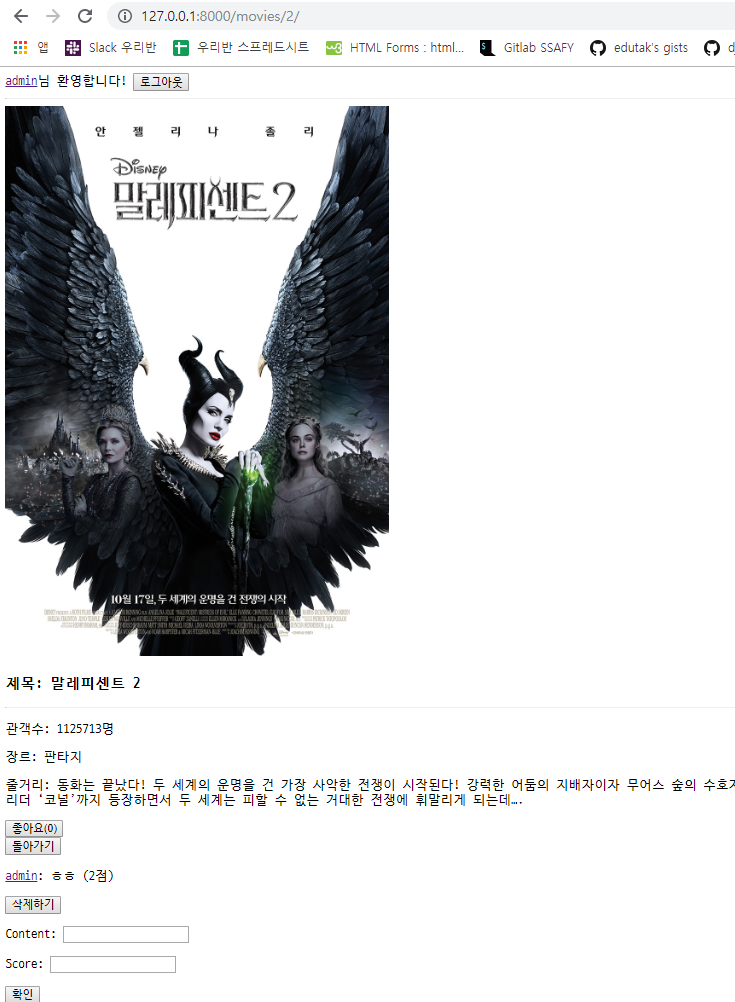 127.0.0.1:8000/movies/2/
앱 Slack 우리반 우리반 스프레드시트 HTML Forms : html... Gitlab SSAFY edutak's gists
admin님 환영합니다! 로그아웃
안 젤 리 나 졸 리
Disney
말레피센트2
10월 17일, 두 세계의 운명을 건 전쟁의 시작
제목: 말레피센트 2
관객수: 1125713명
장르: 판타지
줄거리: 동화는 끝났다! 두 세계의 운명을 건 가장 사악한 전쟁이 시작된다! 강력한 어둠의 지배자이자 무어스 숲의
리더 ‘코널’까지 등장하면서 두 세계는 피할 수 없는 거대한 전쟁에 휘말리게 되는데….
좋아요(0)
돌아가기
admin: ㅎㅎ (2점)
삭제하기
Content:
Score:
확인